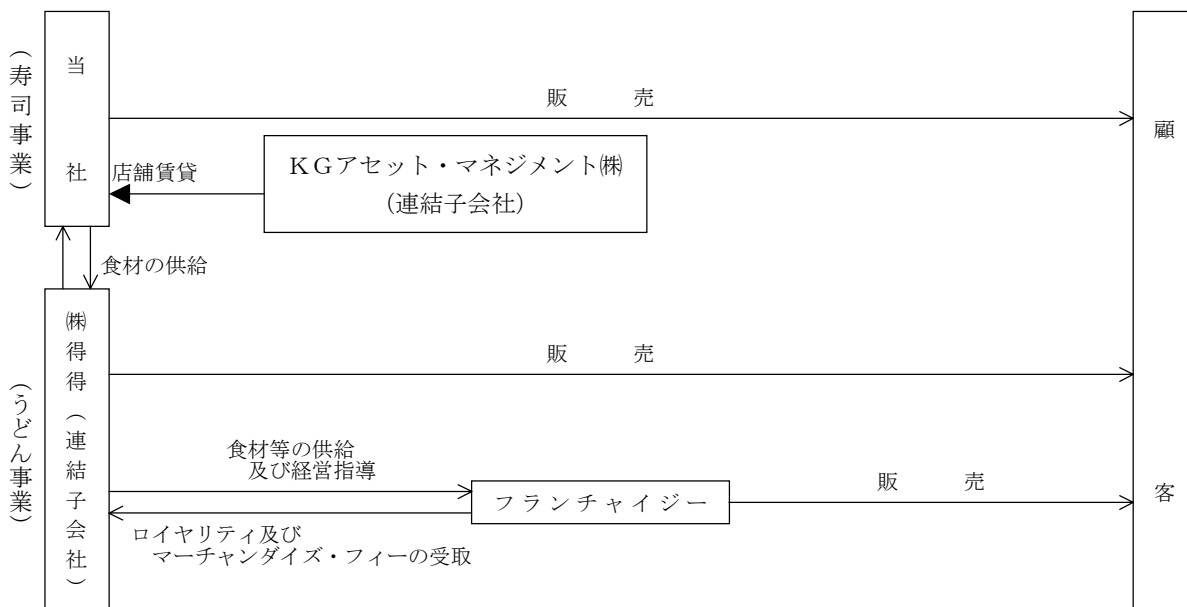 （寿司事業）
当社
販売
顧客
店舗賃貸
ＫＧアセット・マネジメント㈱
（連結子会社）
食材の供給
（うどん事業）
㈱得得（連結子会社）
販売
食材等の供給
及び経営指導
フランチャイジー
販売
ロイヤリティ及び
マーチャンダイズ・フィーの受取